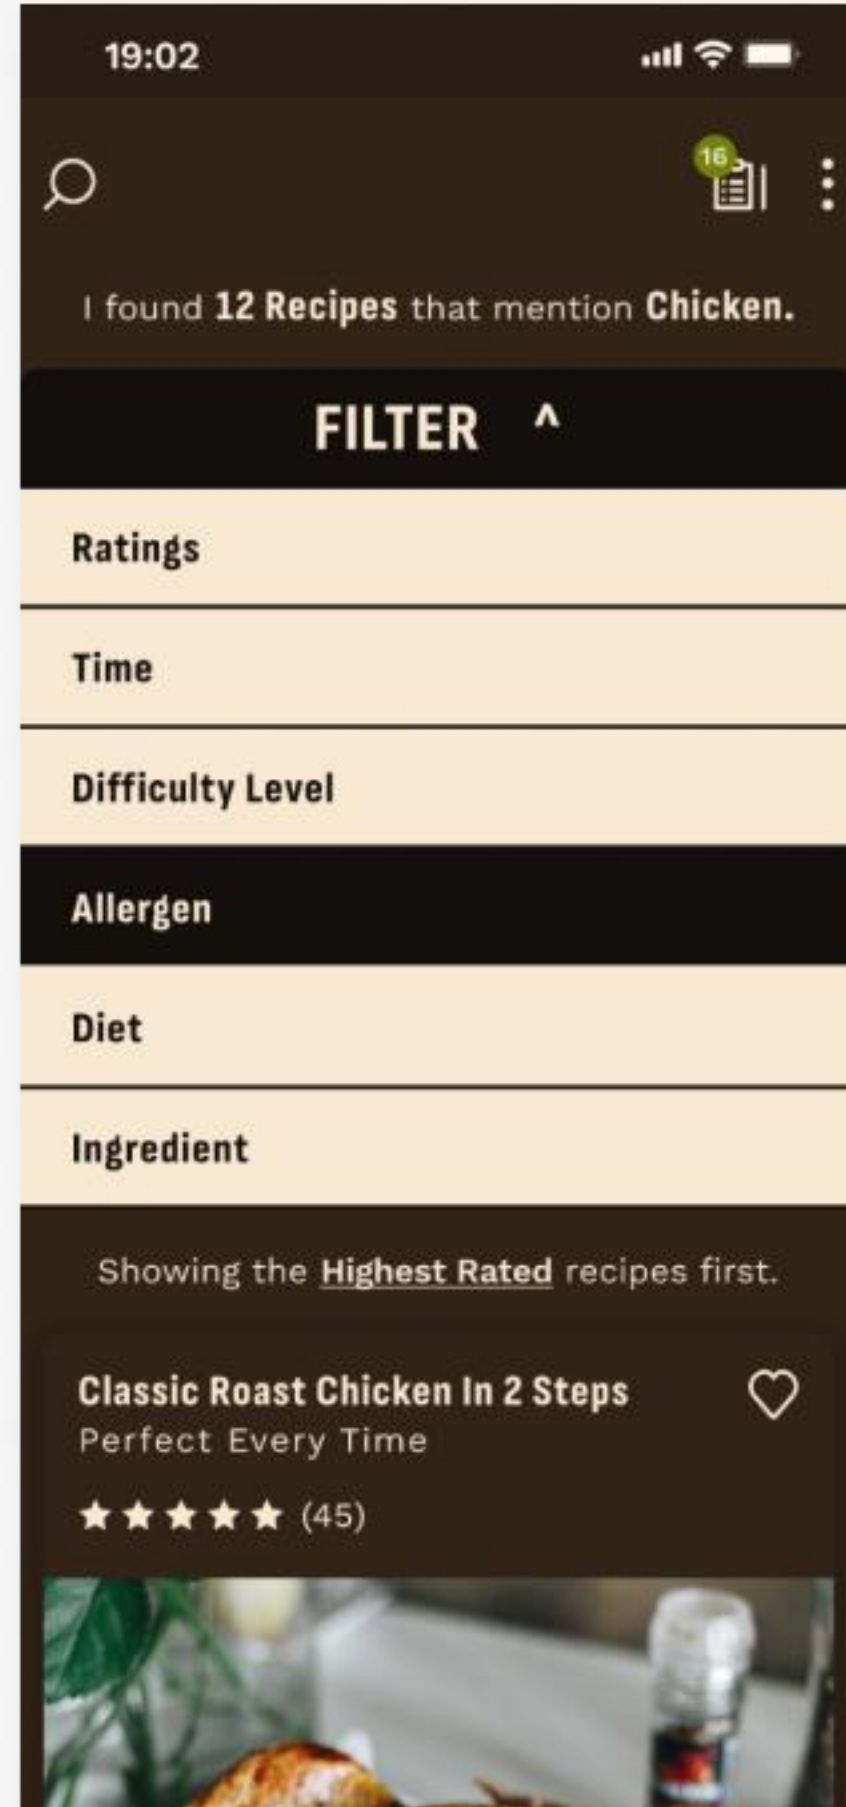 19:02
16
I found 12 Recipes that mention Chicken.
FILTER ^
Ratings
Time
Difficulty Level
Allergen
Diet
Ingredient
Showing the Highest Rated recipes first.
Classic Roast Chicken In 2 Steps
Perfect Every Time
(45)